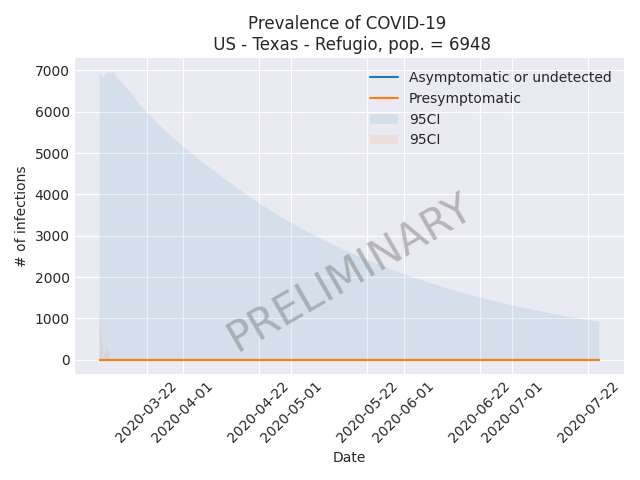 Prevalence of COVID-19
US - Texas - Refugio, pop. = 6948
# of infections
7000
6000
5000
4000
3000
2000
1000
0
Asymptomatic or undetected
Presymptomatic
95CI
95CI
PRELIMINARY
2020-03-22
2020-04-01
2020-04-22
2020-05-01
2020-05-22
2020-06-01
2020-06-22
2020-07-01
2020-07-22
Date